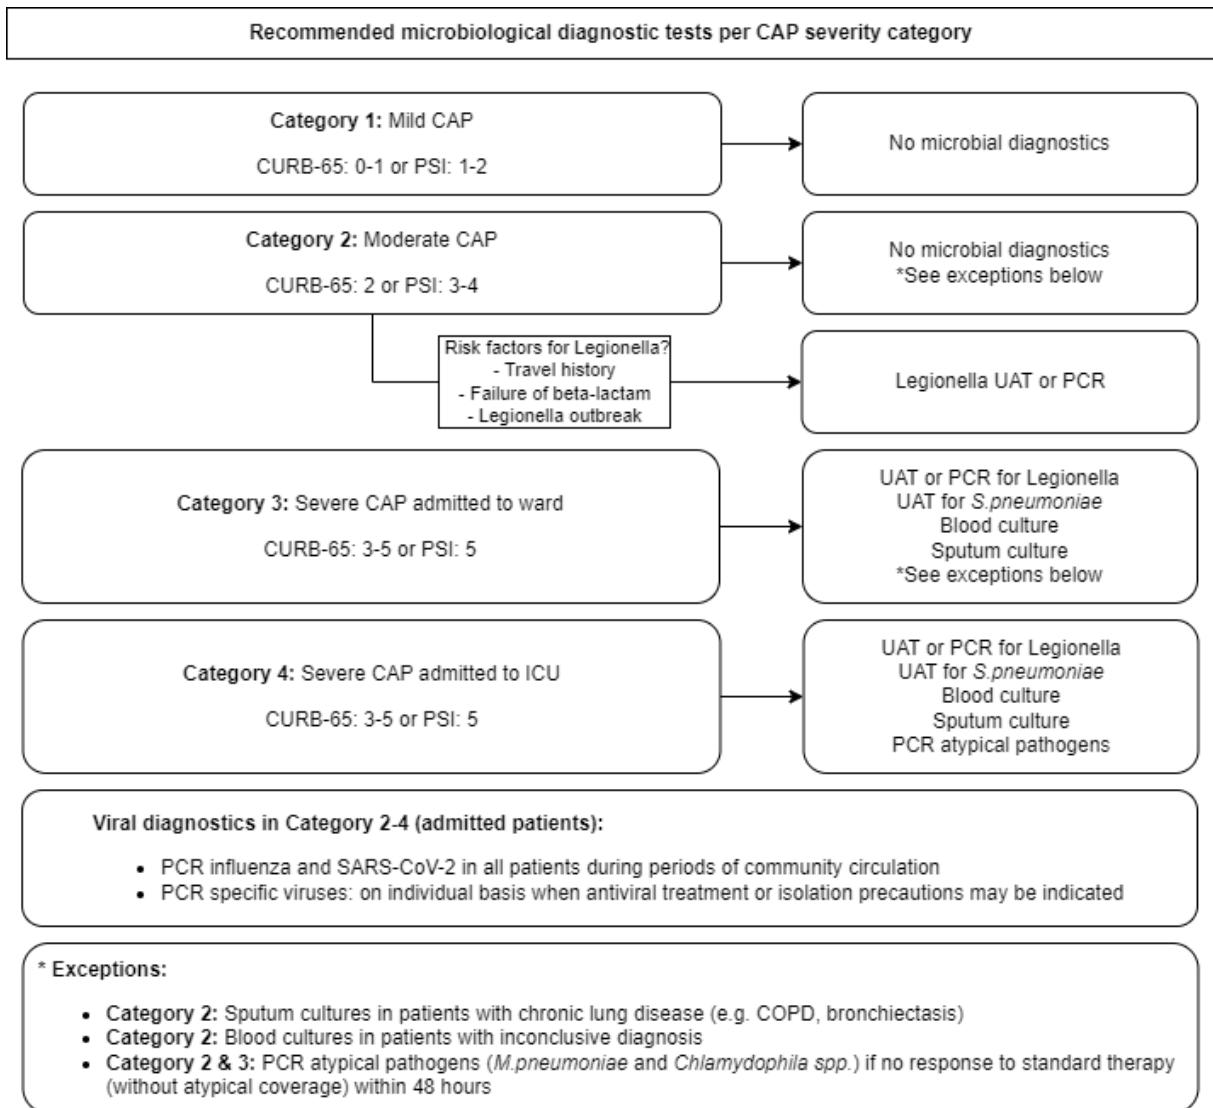 Recommended microbiological diagnostic tests per CAP severity category
Category 1: Mild CAP
CURB-65: 0-1 or PSI: 1-2
No microbial diagnostics
Category 2: Moderate CAP
CURB-65: 2 or PSI: 3-4
No microbial diagnostics
*See exceptions below
Risk factors for Legionella?
- Travel history
- Failure of beta-lactam
- Legionella outbreak
Legionella UAT or PCR
Category 3: Severe CAP admitted to ward
CURB-65: 3-5 or PSI: 5
UAT or PCR for Legionella
UAT for S.pneumoniae
Blood culture
Sputum culture
*See exceptions below
Category 4: Severe CAP admitted to ICU
CURB-65: 3-5 or PSI: 5
UAT or PCR for Legionella
UAT for S.pneumoniae
Blood culture
Sputum culture
PCR atypical pathogens
Viral diagnostics in Category 2-4 (admitted patients):
• PCR influenza and SARS-CoV-2 in all patients during periods of community circulation
• PCR specific viruses: on individual basis when antiviral treatment or isolation precautions may be indicated
* Exceptions:
• Category 2: Sputum cultures in patients with chronic lung disease (e.g. COPD, bronchiectasis)
• Category 2: Blood cultures in patients with inconclusive diagnosis
• Category 2 & 3: PCR atypical pathogens (M.pneumoniae and Chlamydophila spp.) if no response to standard therapy
(without atypical coverage) within 48 hours